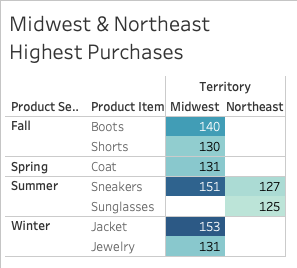 Midwest & Northeast
Highest Purchases
Territory
Product Se.. Product Item Midwest Northeast
Fall Boots 140
Shorts 130
Spring Coat 131
Summer Sneakers 151 127
Sunglasses 125
Winter Jacket 153
Jewelry 131